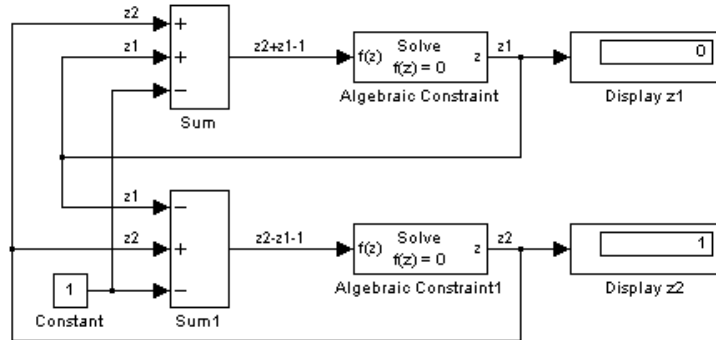 z2
+
z1
+
−
Sum
z2+z1-1
f(z)
Solve
f(z) = 0
z
Algebraic Constraint
z1
0
Display z1
z1
−
z2
+
−
Sum1
z2-z1-1
f(z)
Solve
f(z) = 0
z
Algebraic Constraint1
z2
1
Display z2
1
Constant